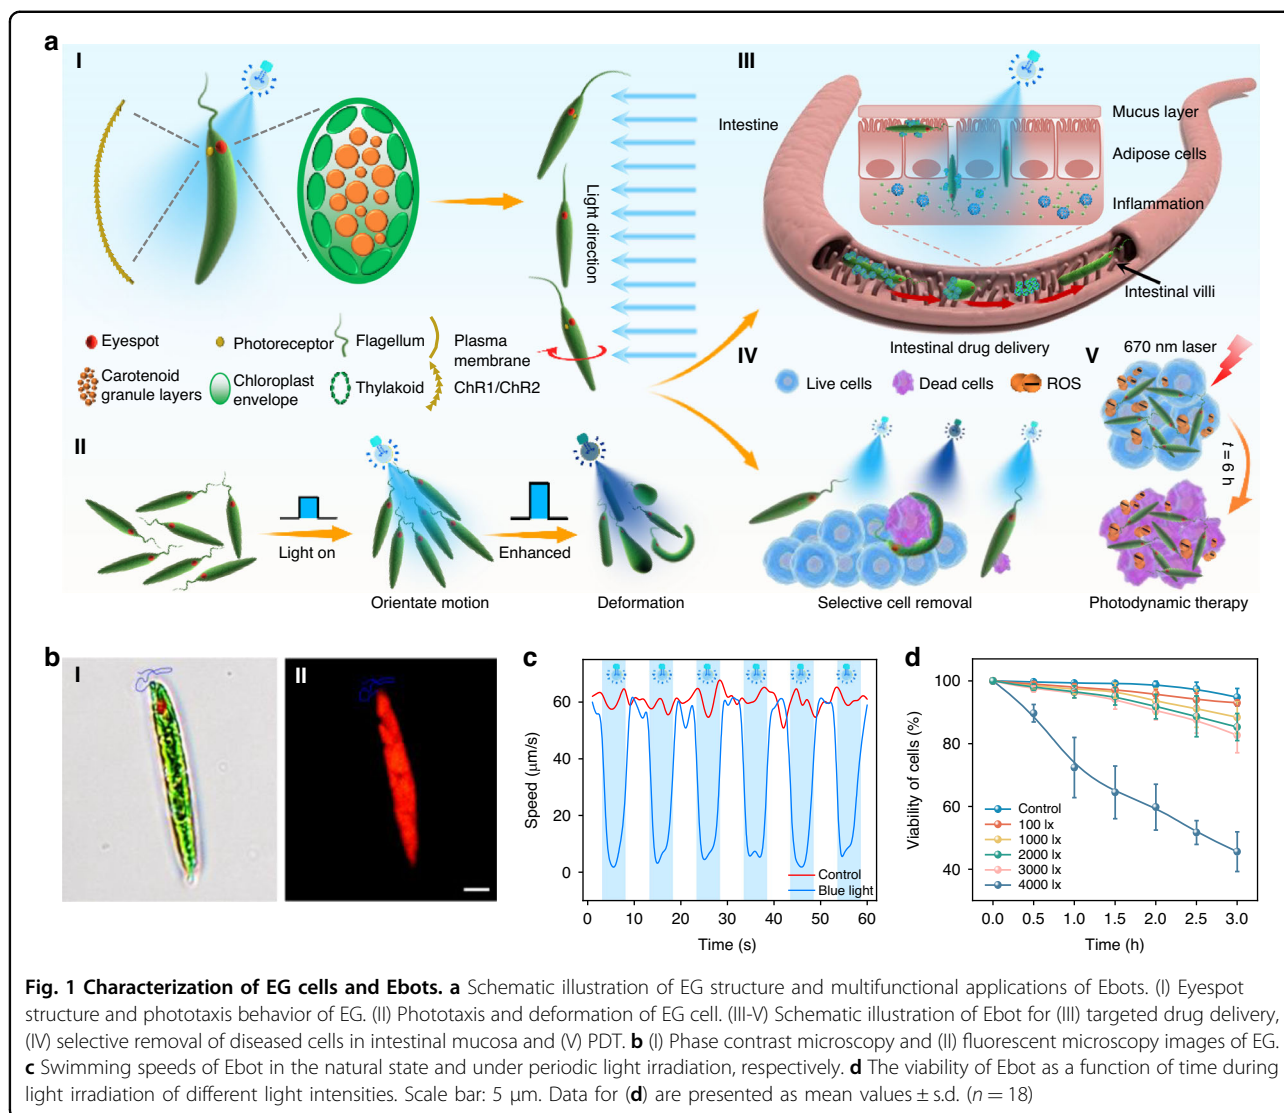 a
I
Light direction
Eyespot
Photoreceptor
Flagellum
Plasma
membrane
Carotenoid
granule layers
Chloroplast
envelope
Thylakoid
ChR1/ChR2
II
Light on
Orientate motion
Enhanced
Deformation
III
Intestine
Mucus layer
Adipose cells
Inflammation
Intestinal villi
Intestinal drug delivery
IV
Live cells
Dead cells
ROS
Selective cell removal
V
670 nm laser
t = 6 h
Photodynamic therapy
b
I
II
c
Speed (μm/s)
60
40
20
0
Control
Blue light
0 10 20 30 40 50 60
Time (s)
d
Viability of cells (%)
100
80
60
40
Control
100 lx
1000 lx
2000 lx
3000 lx
4000 lx
0.0 0.5 1.0 1.5 2.0 2.5 3.0
Time (h)
Fig. 1 Characterization of EG cells and Ebots. a Schematic illustration of EG structure and multifunctional applications of Ebots. (I) Eyespot
structure and phototaxis behavior of EG. (II) Phototaxis and deformation of EG cell. (III-V) Schematic illustration of Ebot for (III) targeted drug delivery,
(IV) selective removal of diseased cells in intestinal mucosa and (V) PDT. b (I) Phase contrast microscopy and (II) fluorescent microscopy images of EG.
c Swimming speeds of Ebot in the natural state and under periodic light irradiation, respectively. d The viability of Ebot as a function of time during
light irradiation of different light intensities. Scale bar: 5 μm. Data for (d) are presented as mean values ± s.d. (n = 18)